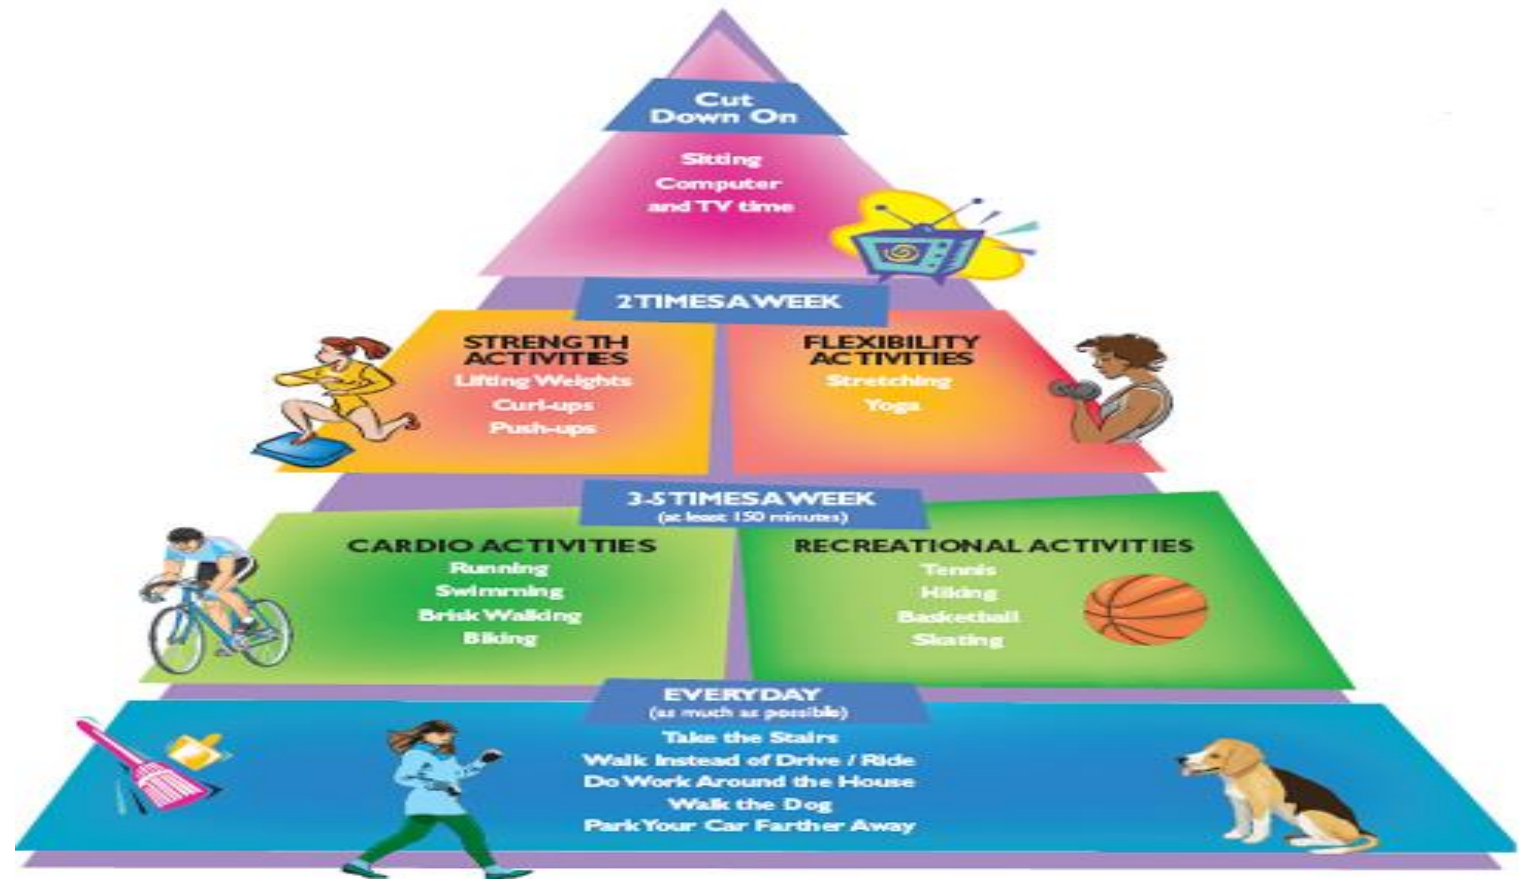 Cut
Down On
Sitting
Computer
and TV time
2 TIMES A WEEK
STRENGTH
ACTIVITIES
Lifting Weights
Curl-ups
Push-ups
FLEXIBILITY
ACTIVITIES
Stretching
Yoga
3-5 TIMES A WEEK
(at least 150 minutes)
CARDIO ACTIVITIES
Running
Swimming
Brisk Walking
Biking
RECREATIONAL ACTIVITIES
Tennis
Hiking
Basketball
Skating
EVERYDAY
(as much as possible)
Take the Stairs
Walk Instead of Drive / Ride
Do Work Around the House
Walk the Dog
Park Your Car Farther Away